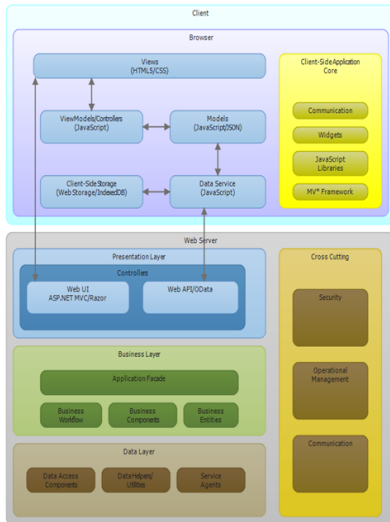 Client
Browser
Views
(HTML5/CSS)
ViewModels/Controllers
(JavaScript)
Models
(JavaScript/JSON)
Client-Side Storage
(Web Storage/IndexedDB)
Data Service
(JavaScript)
Client-Side Application
Core
Communication
Widgets
JavaScript
Libraries
MV* Framework
Web Server
Presentation Layer
Controllers
Web UI
ASP.NET MVC/Razor
Web API/OData
Business Layer
Application Facade
Business
Workflow
Business
Components
Business
Entities
Data Layer
Data Access
Components
Data Helpers/
Utilities
Service
Agents
Cross Cutting
Security
Operational
Management
Communication